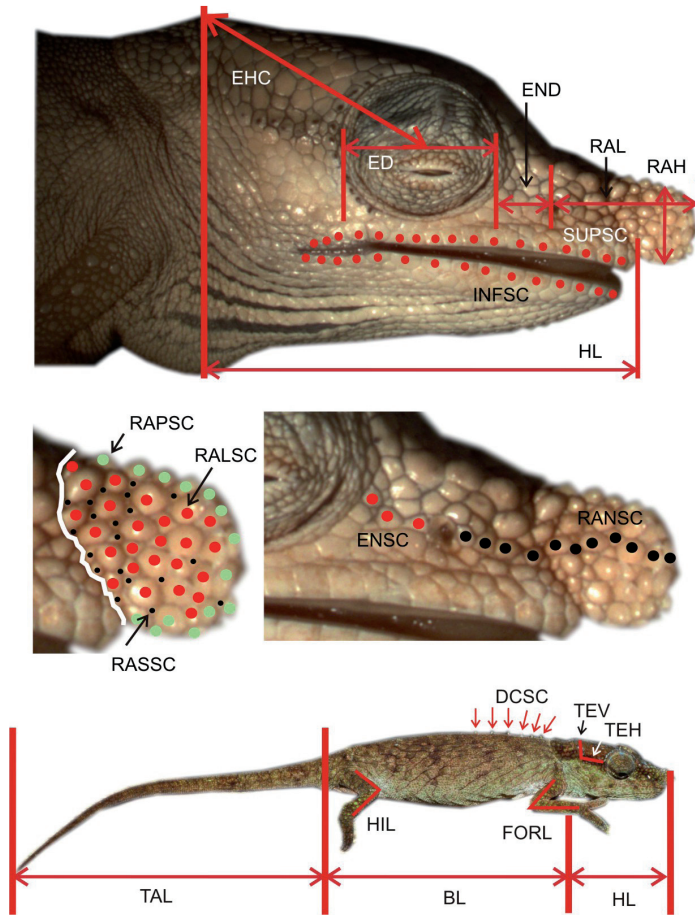 EHC
END
ED
RAL
RAH
SUPSC
INFSC
HL
RAPSC
RALSC
RANSC
ENSC
RASSC
DCSC
TEV
TEH
HIL
FORL
TAL
BL
HL